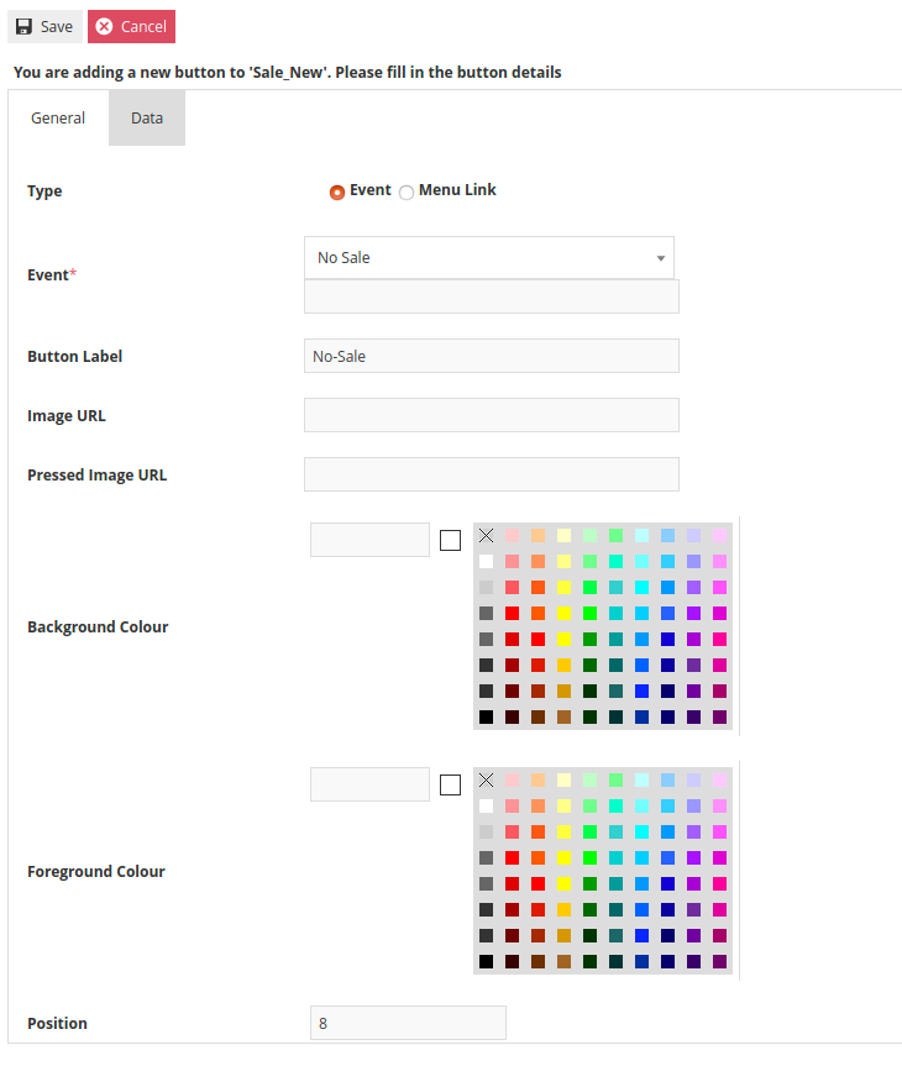 Save Cancel
You are adding a new button to 'Sale_New'. Please fill in the button details
General Data
Type Event Menu Link
No Sale
Event*
Button Label No-Sale
Image URL
Pressed Image URL
Background Colour
Foreground Colour
Position 8